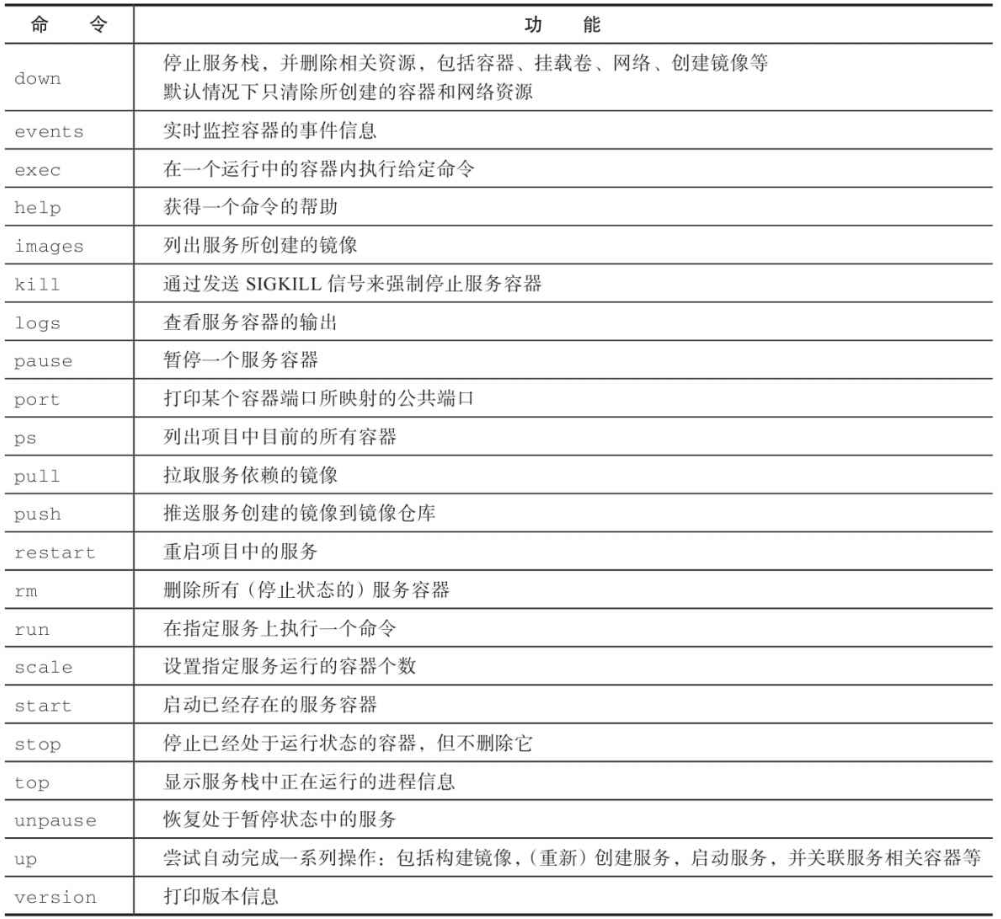 命 令 功 能
down 停止服务栈，并删除相关资源，包括容器、挂载卷、网络、创建镜像等
默认情况下只清除所创建的容器和网络资源
events 实时监控容器的事件信息
exec 在一个运行中的容器内执行给定命令
help 获得一个命令的帮助
images 列出服务所创建的镜像
kill 通过发送 SIGKILL 信号来强制停止服务容器
logs 查看服务容器的输出
pause 暂停一个服务容器
port 打印某个容器端口所映射的公共端口
ps 列出项目中目前的所有容器
pull 拉取服务依赖的镜像
push 推送服务创建的镜像到镜像仓库
restart 重启项目中的服务
rm 删除所有（停止状态的）服务容器
run 在指定服务上执行一个命令
scale 设置指定服务运行的容器个数
start 启动已经存在的服务容器
stop 停止已经处于运行状态的容器，但不删除它
top 显示服务栈中正在运行的进程信息
unpause 恢复处于暂停状态中的服务
up 尝试自动完成一系列操作：包括构建镜像，（重新）创建服务，启动服务，并关联服务相关容器等
version 打印版本信息